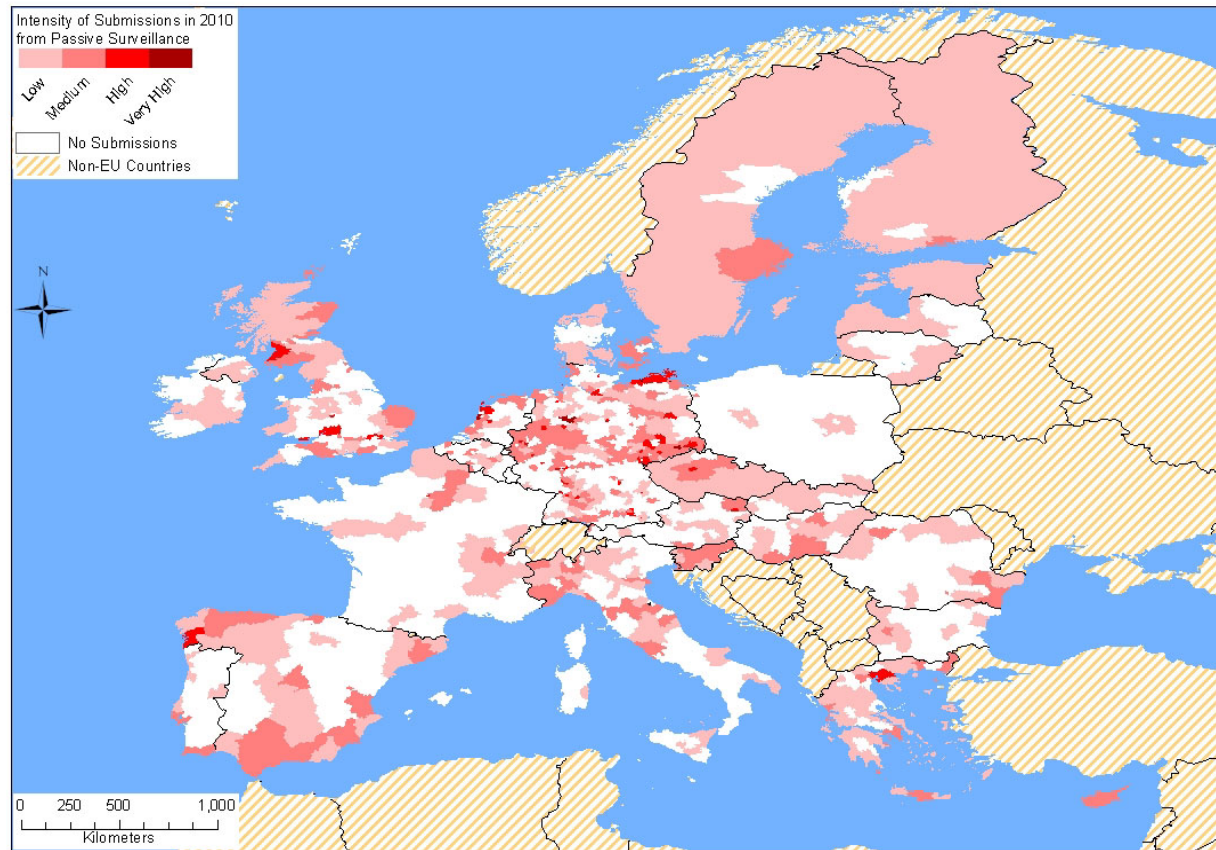 Intensity of Submissions in 2010
from Passive Surveillance
Low
Medium
High
Very High
No Submissions
Non-EU Countries
N
0 250 500 1,000
Kilometers